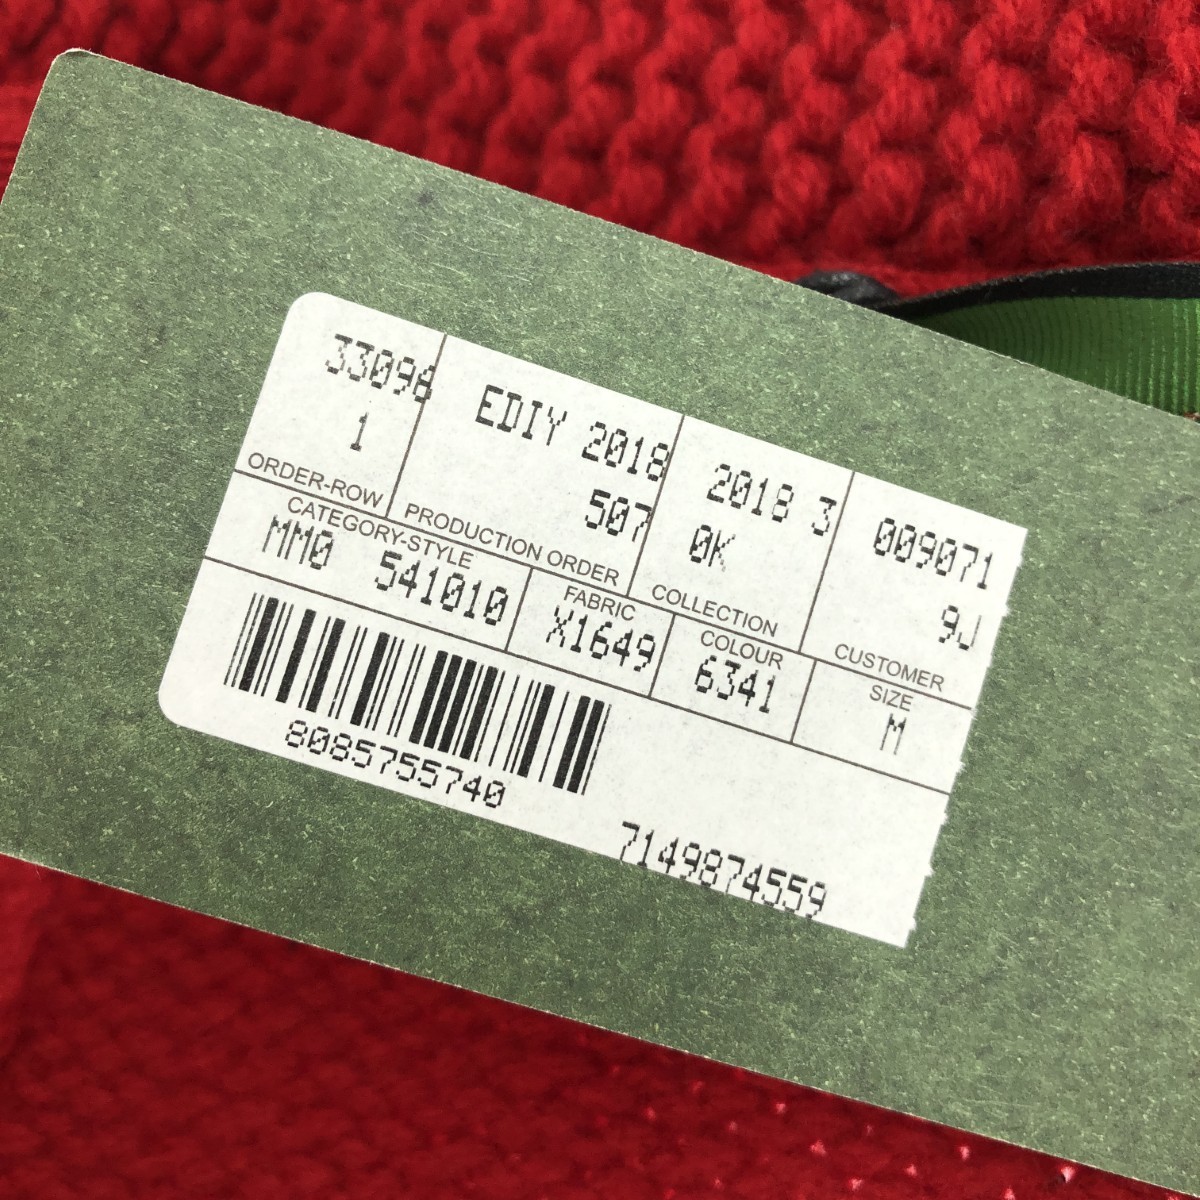 33096 EDIY 2018 2018 3 009071
1 507 0K 9J
ORDER-ROW PRODUCTION ORDER COLLECTION CUSTOMER
CATEGORY-STYLE FABRIC COLOUR SIZE
MM0 541010 X1649 6341 M
8085755740
7149874559